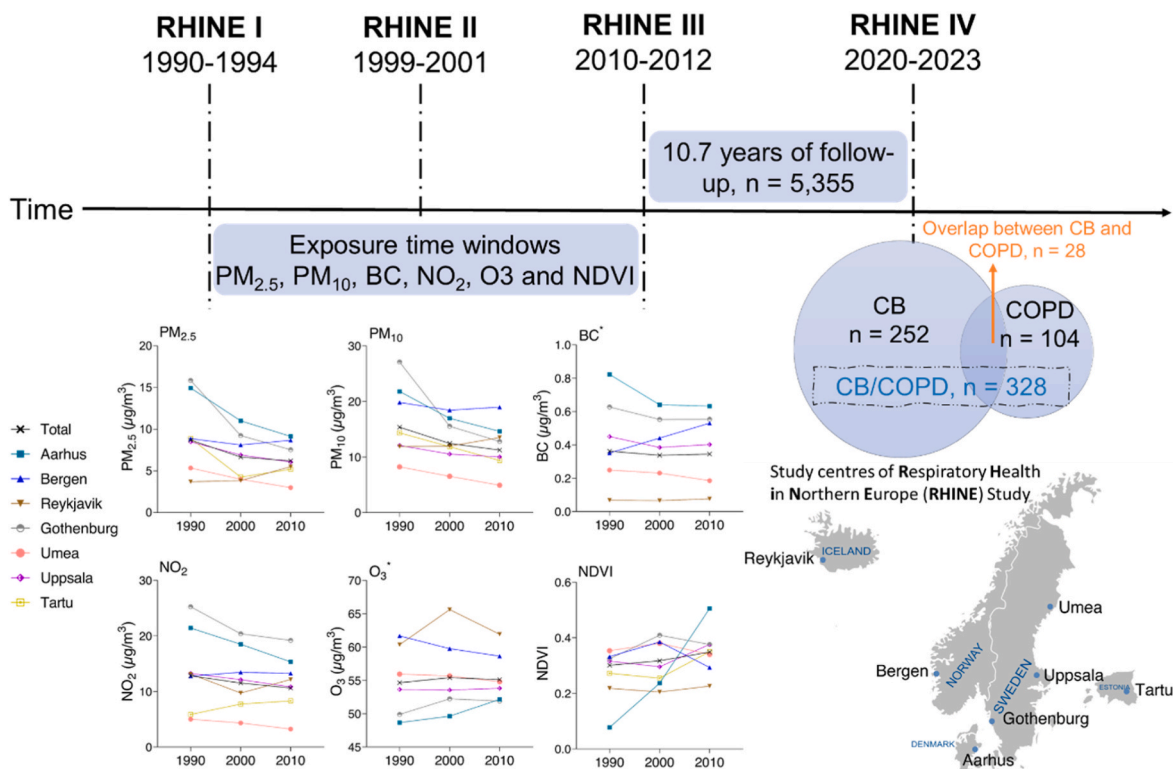 RHINE I
1990-1994
RHINE II
1999-2001
RHINE III
2010-2012
RHINE IV
2020-2023
10.7 years of follow-
up, n = 5,355
Time
Exposure time windows
PM2.5, PM10, BC, NO2, O3 and NDVI
Overlap between CB and
COPD, n = 28
CB
n = 252
COPD
n = 104
CB/COPD, n = 328
Total
Aarhus
Bergen
Reykjavik
Gothenburg
Umea
Uppsala
Tartu
PM2.5
PM2.5 (µg/m³)
20
15
10
5
0
1990 2000 2010
PM10
PM10 (µg/m³)
30
20
10
0
1990 2000 2010
BC*
BC (µg/m³)
1.0
0.8
0.6
0.4
0.2
0.0
1990 2000 2010
NO2
NO2 (µg/m³)
30
20
10
0
1990 2000 2010
O3*
O3 (µg/m³)
70
65
60
55
50
45
1990 2000 2010
NDVI
NDVI
0.6
0.4
0.2
0.0
1990 2000 2010
Study centres of Respiratory Health
in Northern Europe (RHINE) Study
Reykjavik
ICELAND
Umea
Bergen
NORWAY
SWEDEN
Uppsala
ESTONIA
Tartu
Gothenburg
DENMARK
Aarhus